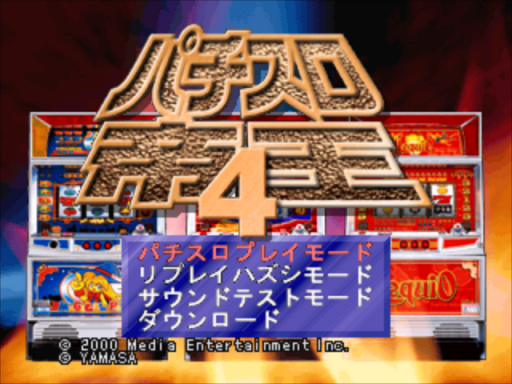 パチスロ
帝王
4
パチスロプレイモード
リプレイハズシモード
サウンドテストモード
ダウンロード
© 2000 Media Entertainment Inc.
© YAMASA